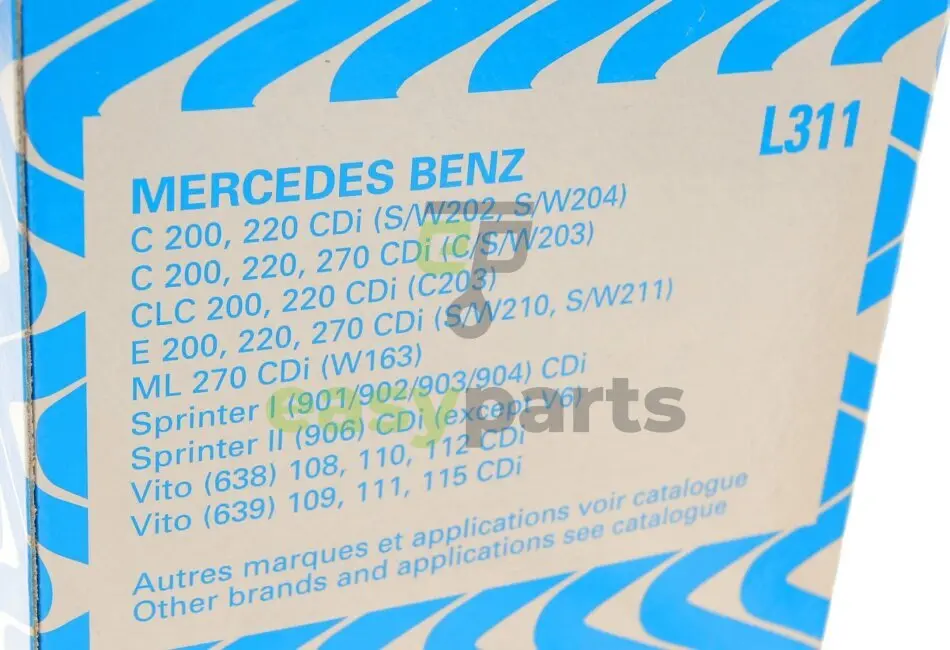 L311
MERCEDES BENZ
C 200, 220 CDi (S/W202, S/W204)
C 200, 220, 270 CDi (C/S/W203)
CLC 200, 220 CDi (C203)
E 200, 220, 270 CDi (S/W210, S/W211)
ML 270 CDi (W163)
Sprinter I (901/902/903/904) CDi
Sprinter II (906) CDi (except V6)
Vito (638) 108, 110, 112 CDi
Vito (639) 109, 111, 115 CDi
easyparts
Autres marques et applications voir catalogue
Other brands and applications see catalogue